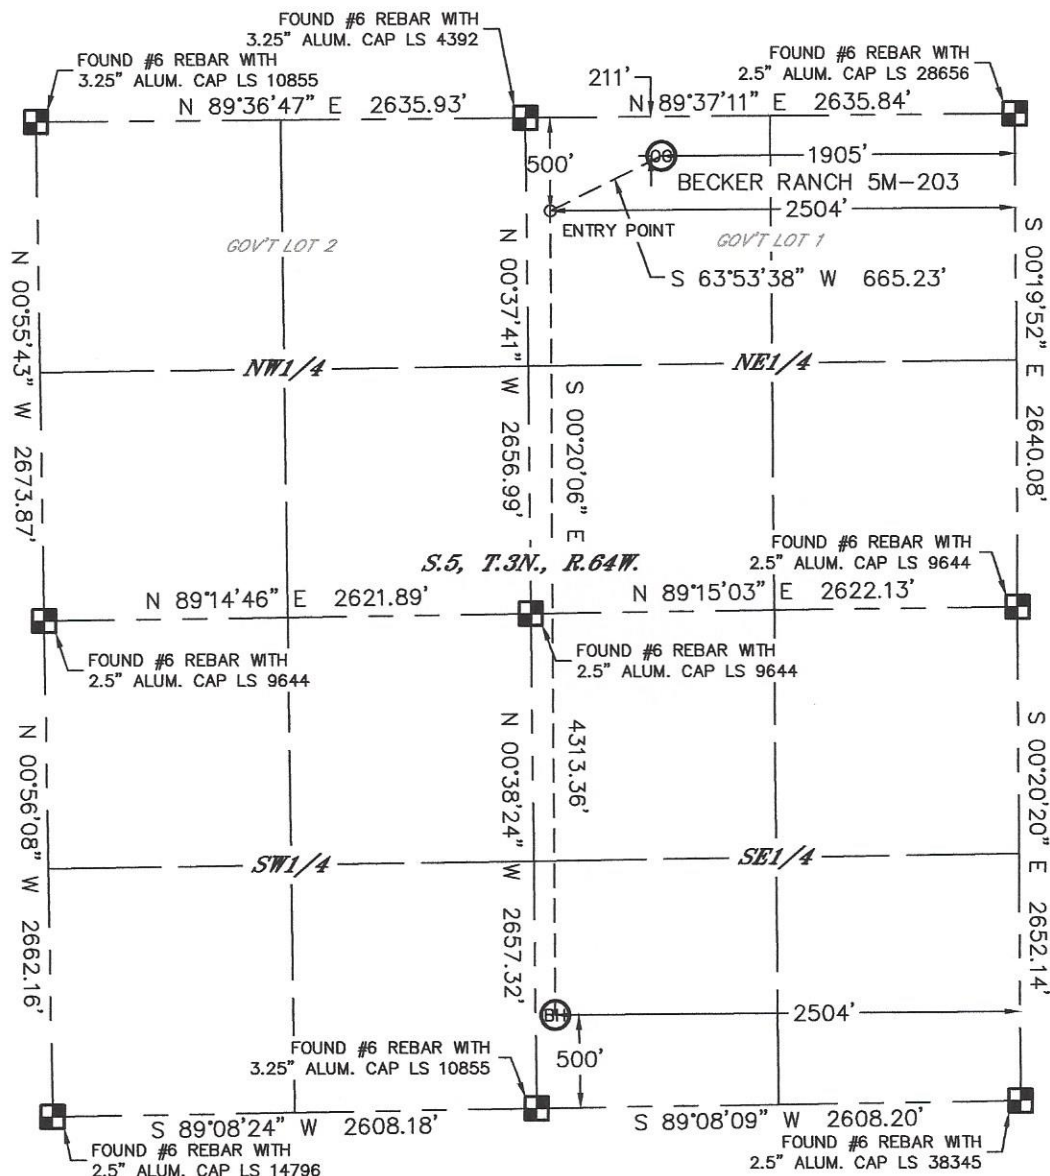 FOUND #6 REBAR WITH
3.25" ALUM. CAP LS 4392
FOUND #6 REBAR WITH
3.25" ALUM. CAP LS 10855
FOUND #6 REBAR WITH
2.5" ALUM. CAP LS 28656
211'
N 89°36'47" E 2635.93'
N 89°37'11" E 2635.84'
500'
OG
1905'
BECKER RANCH 5M-203
2504'
ENTRY POINT
GOV'T LOT 2
GOV'T LOT 1
S 63°53'38" W 665.23'
N 00°55'43" W 2673.87'
N 00°37'41" W 2656.99'
S 00°20'06" E
4313.36'
S 00°19'52" E 2640.08'
NW1/4
NE1/4
FOUND #6 REBAR WITH
2.5" ALUM. CAP LS 9644
S.5, T.3N., R.64W.
N 89°14'46" E 2621.89'
N 89°15'03" E 2622.13'
FOUND #6 REBAR WITH
2.5" ALUM. CAP LS 9644
FOUND #6 REBAR WITH
2.5" ALUM. CAP LS 9644
N 00°56'08" W 2662.16'
N 00°38'24" W 2657.32'
S 00°20'20" E 2652.14'
SW1/4
SE1/4
BH
2504'
500'
FOUND #6 REBAR WITH
3.25" ALUM. CAP LS 10855
S 89°08'24" W 2608.18'
S 89°08'09" W 2608.20'
FOUND #6 REBAR WITH
2.5" ALUM. CAP LS 14796
FOUND #6 REBAR WITH
2.5" ALUM. CAP LS 38345